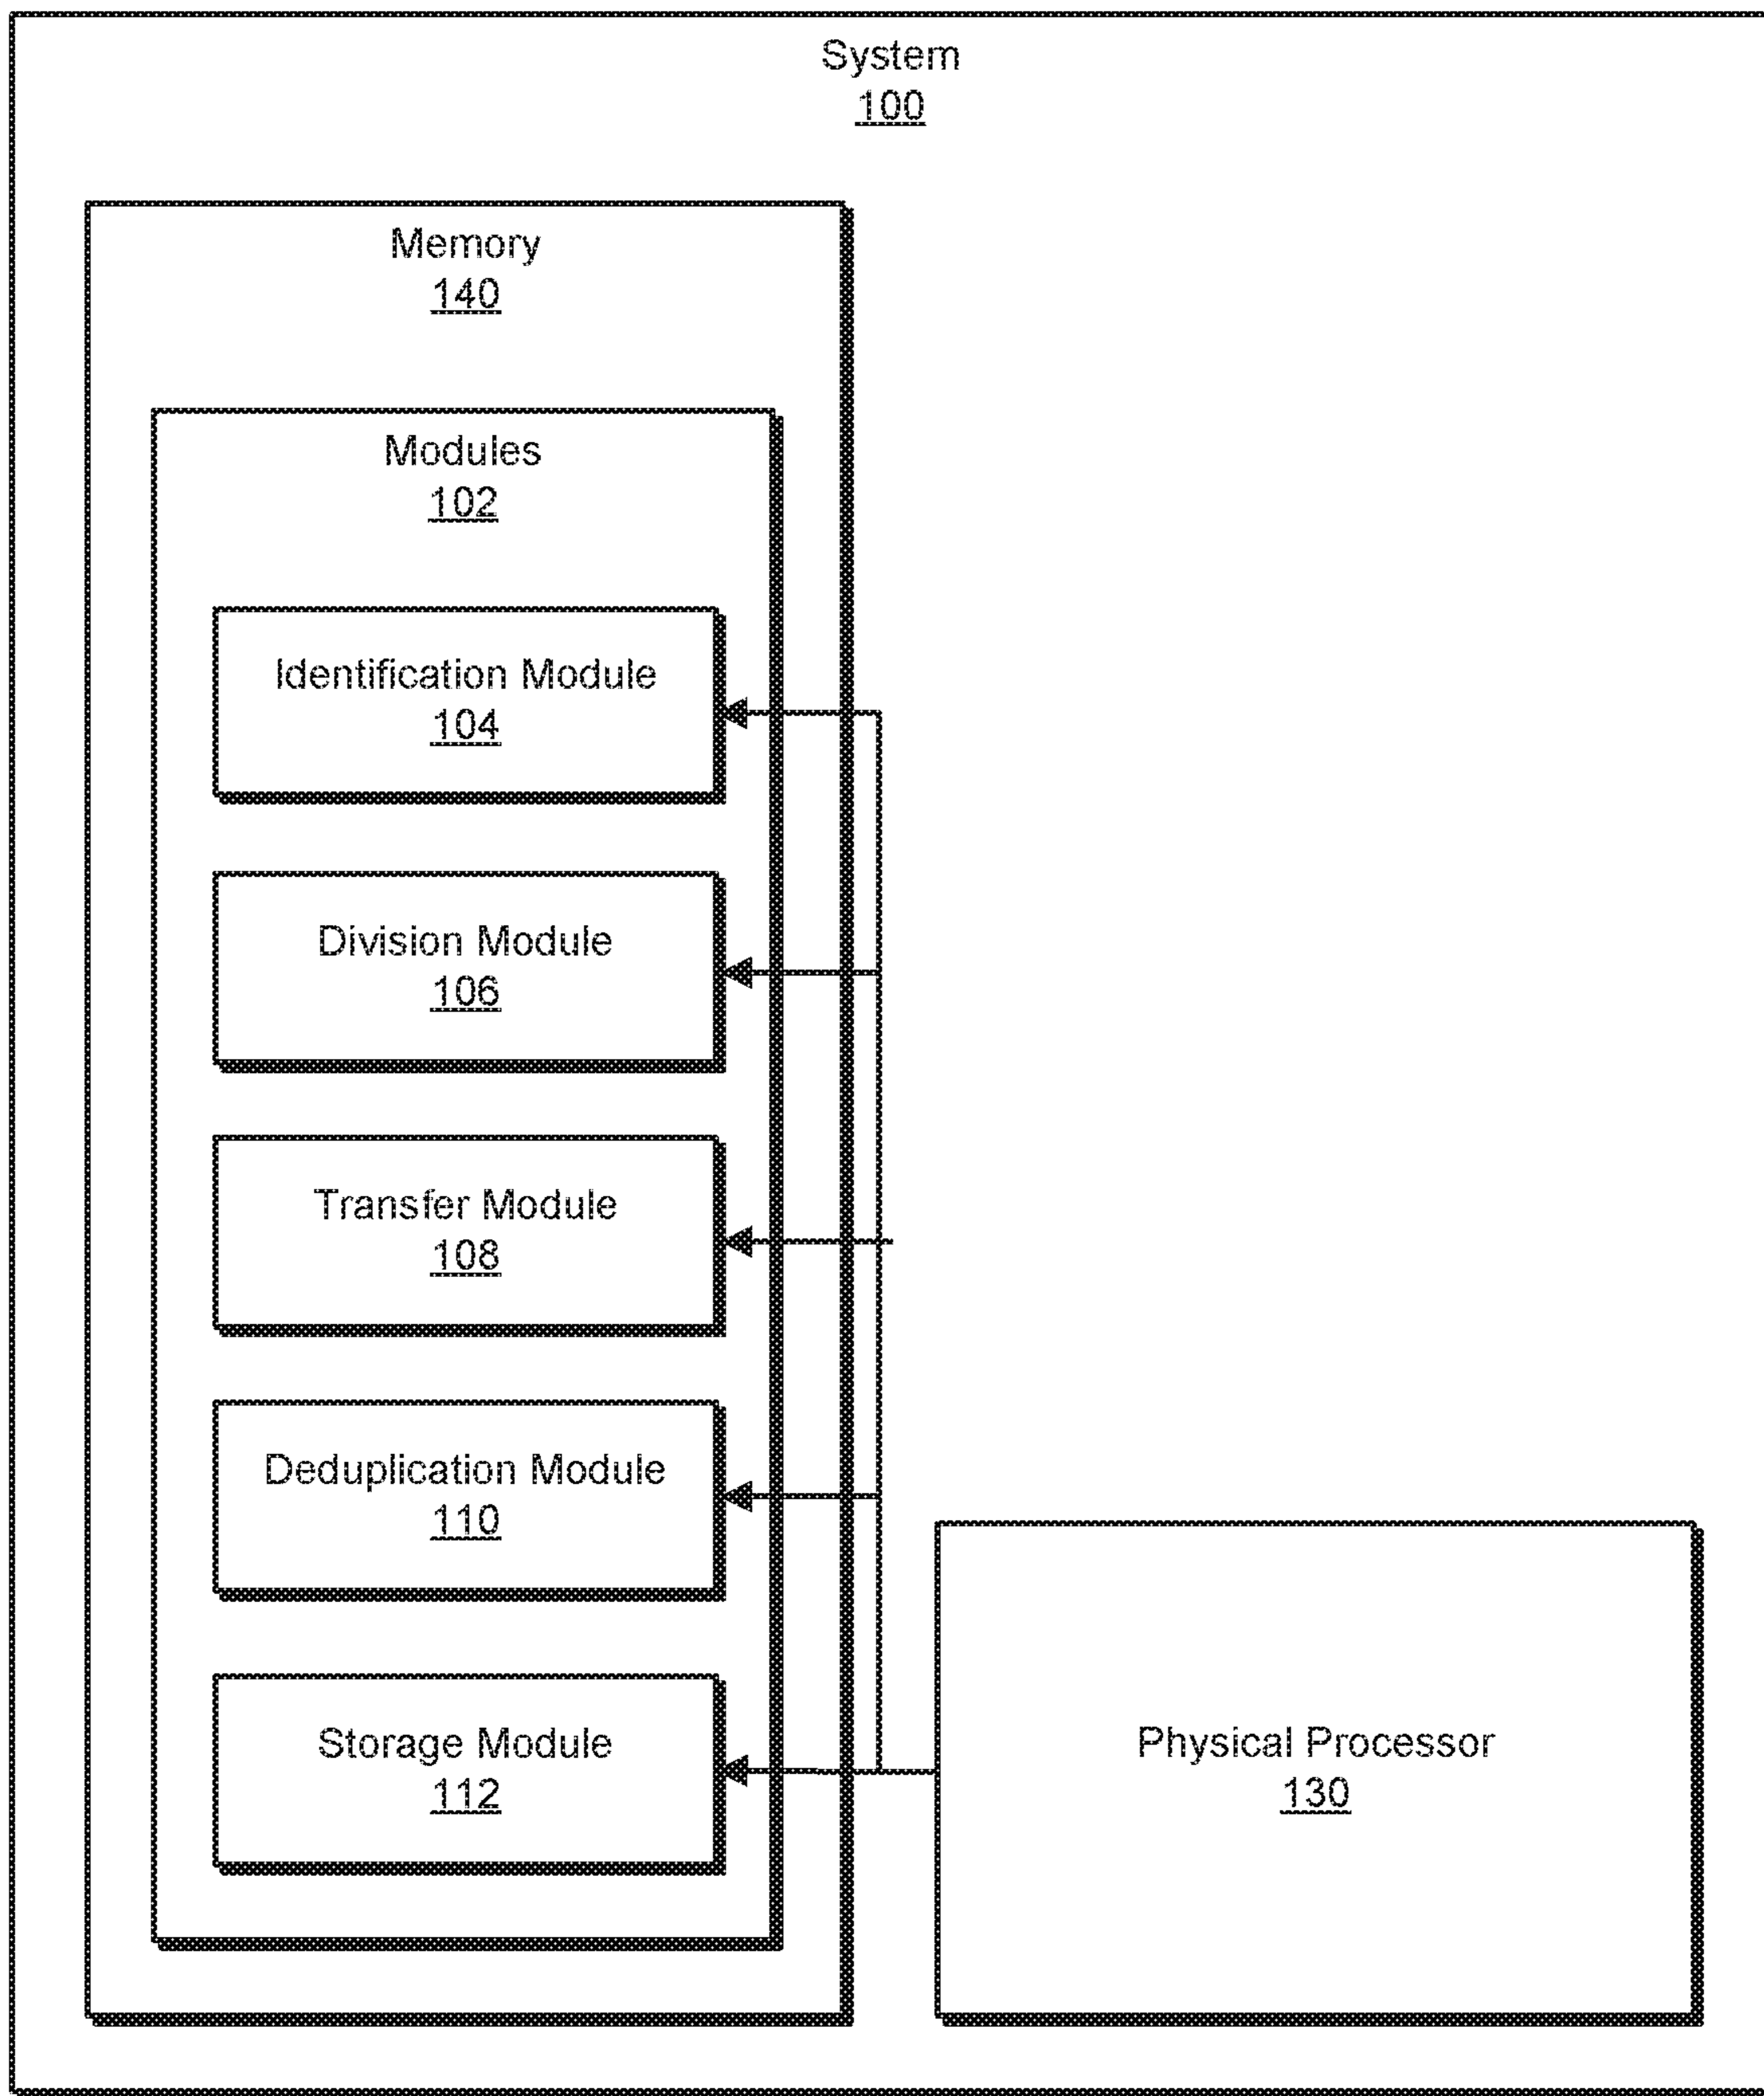 System
100
Memory
140
Modules
102
Identification Module
104
Division Module
106
Transfer Module
108
Deduplication Module
110
Storage Module
112
Physical Processor
130